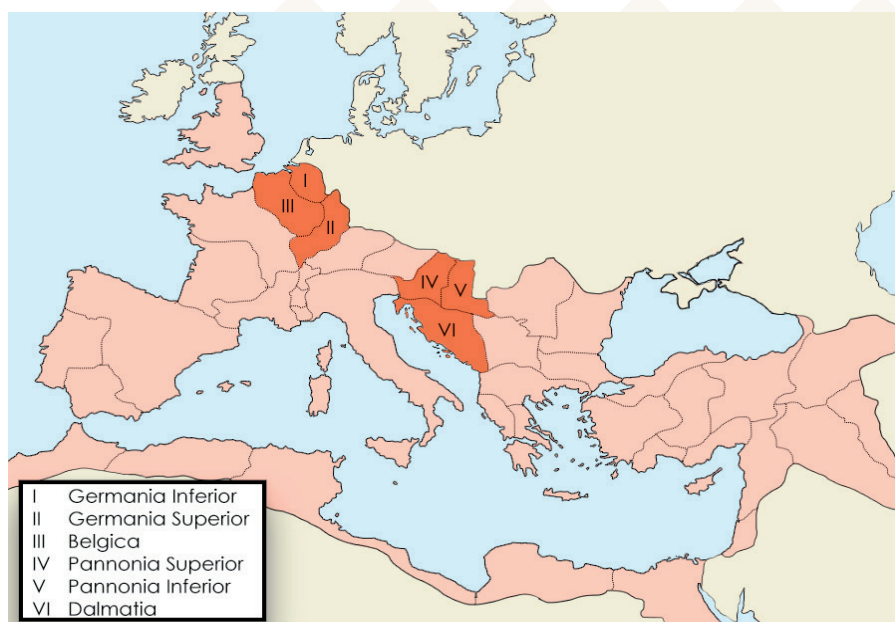 I
III
II
IV
V
VI
I Germania Inferior
II Germania Superior
III Belgica
IV Pannonia Superior
V Pannonia Inferior
VI Dalmatia